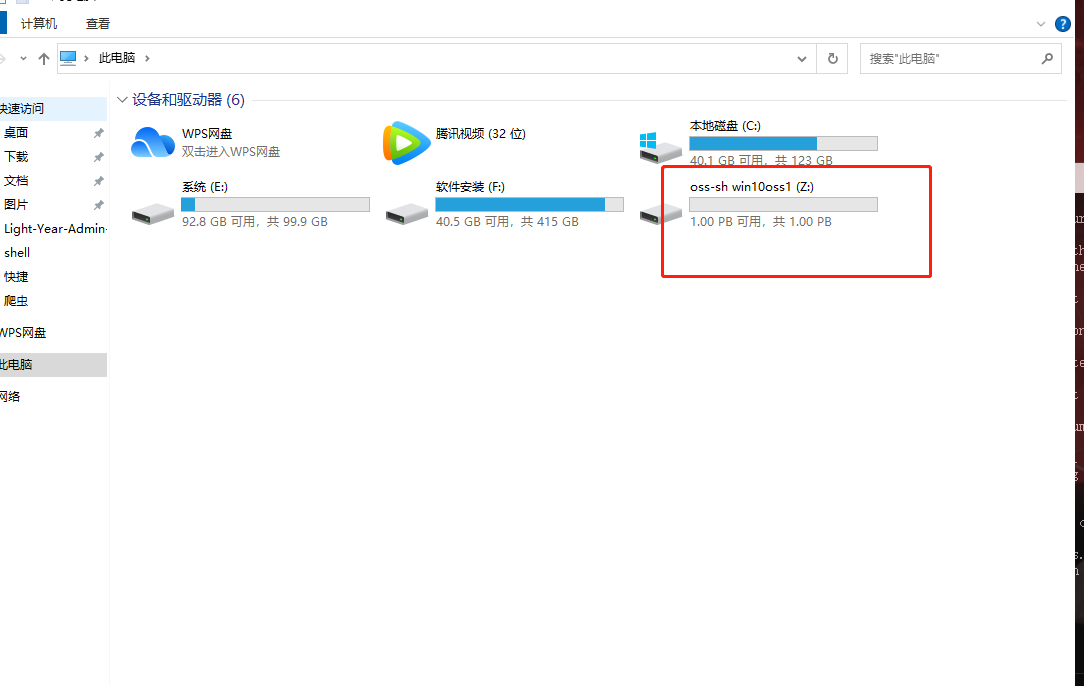 计算机 查看
此电脑
搜索"此电脑"
快速访问
桌面
下载
文档
图片
Light-Year-Admin-
shell
快捷
爬虫
WPS网盘
此电脑
网络
设备和驱动器 (6)
WPS网盘
双击进入WPS网盘
腾讯视频 (32 位)
本地磁盘 (C:)
40.1 GB 可用，共 123 GB
系统 (E:)
92.8 GB 可用，共 99.9 GB
软件安装 (F:)
40.5 GB 可用，共 415 GB
oss-sh win10oss1 (Z:)
1.00 PB 可用，共 1.00 PB